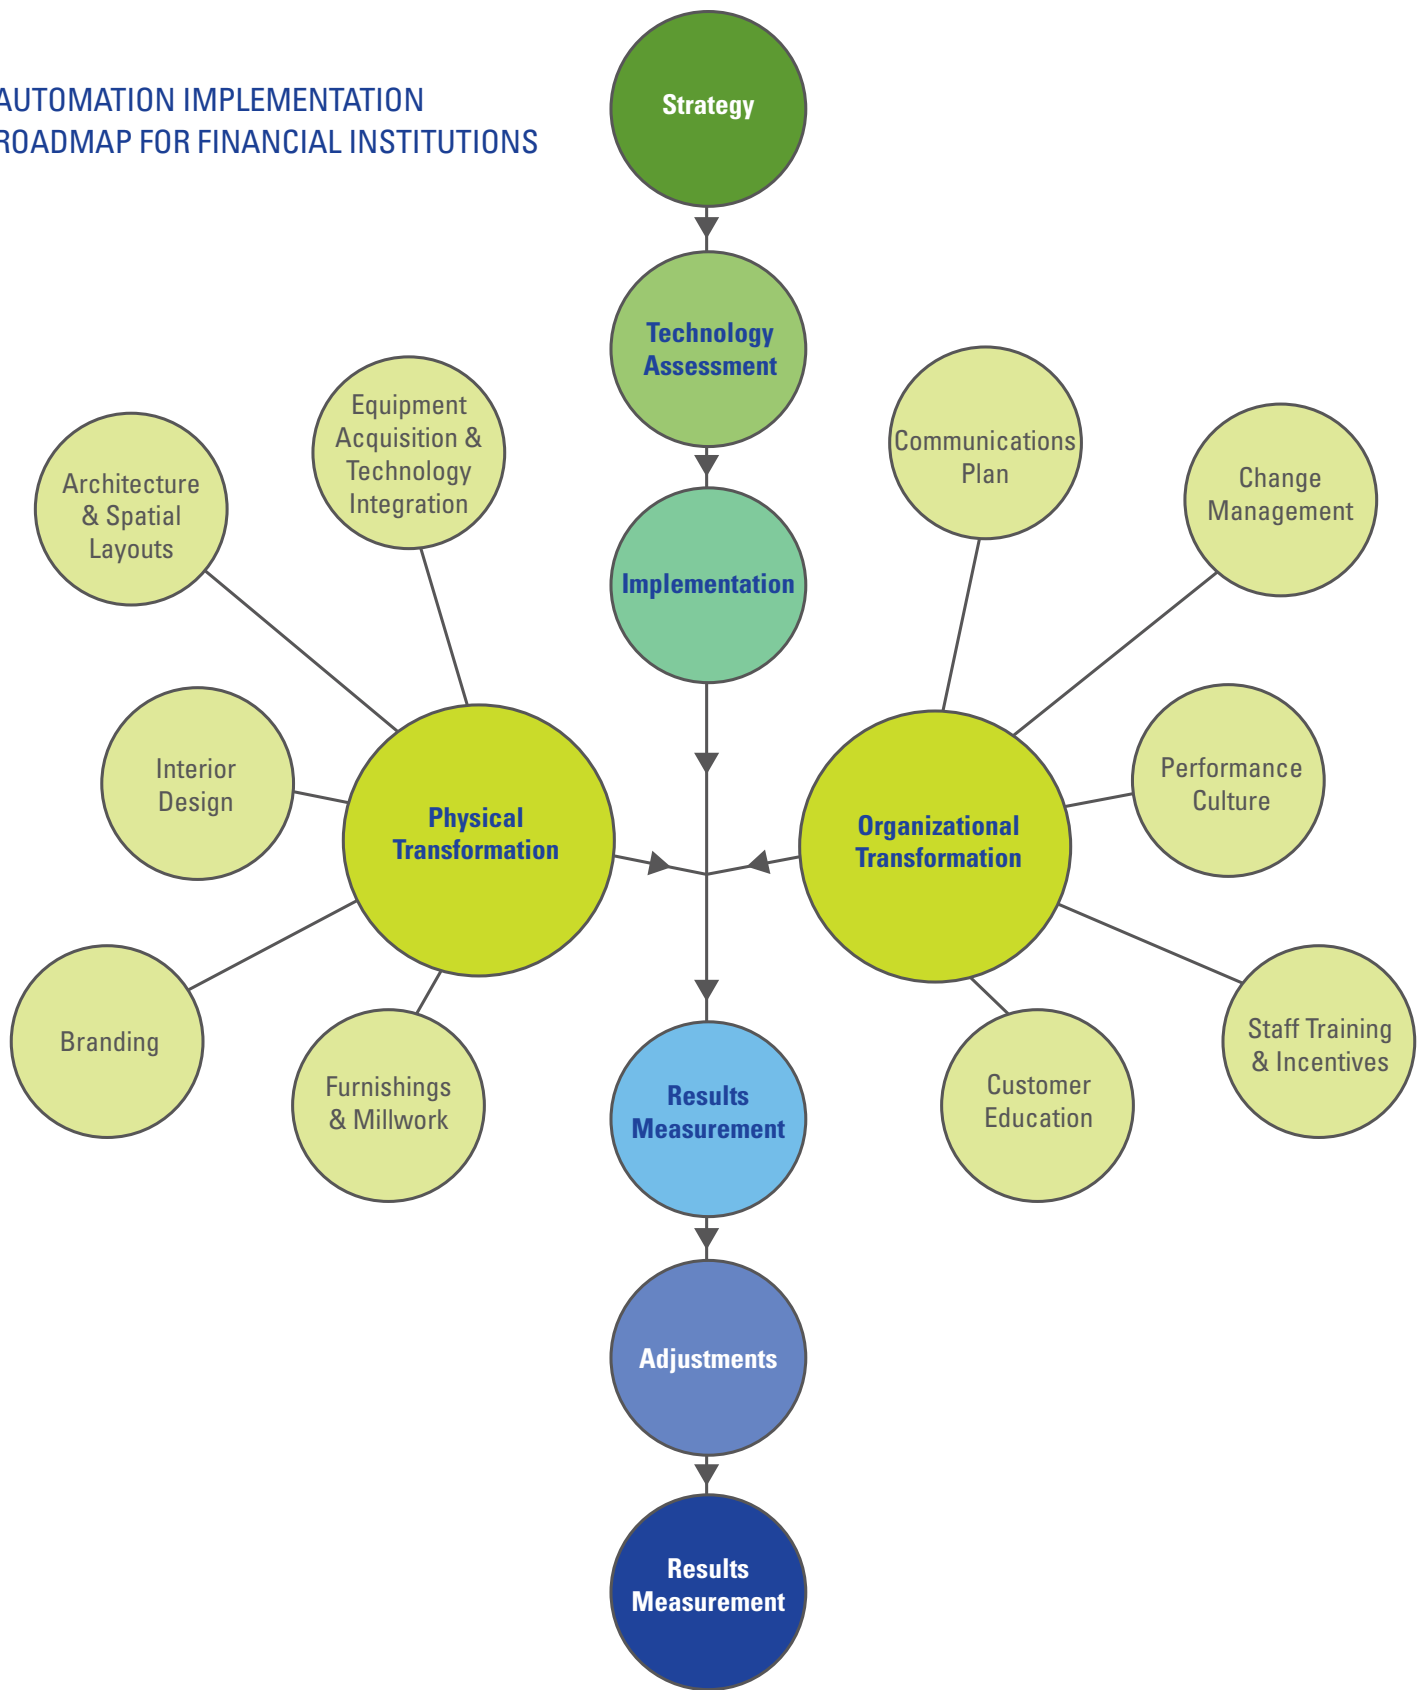 AUTOMATION IMPLEMENTATION
ROADMAP FOR FINANCIAL INSTITUTIONS
Strategy
Technology
Assessment
Implementation
Equipment
Acquisition &
Technology
Integration
Architecture
& Spatial
Layouts
Interior
Design
Branding
Furnishings
& Millwork
Physical
Transformation
Communications
Plan
Change
Management
Performance
Culture
Staff Training
& Incentives
Customer
Education
Organizational
Transformation
Results
Measurement
Adjustments
Results
Measurement